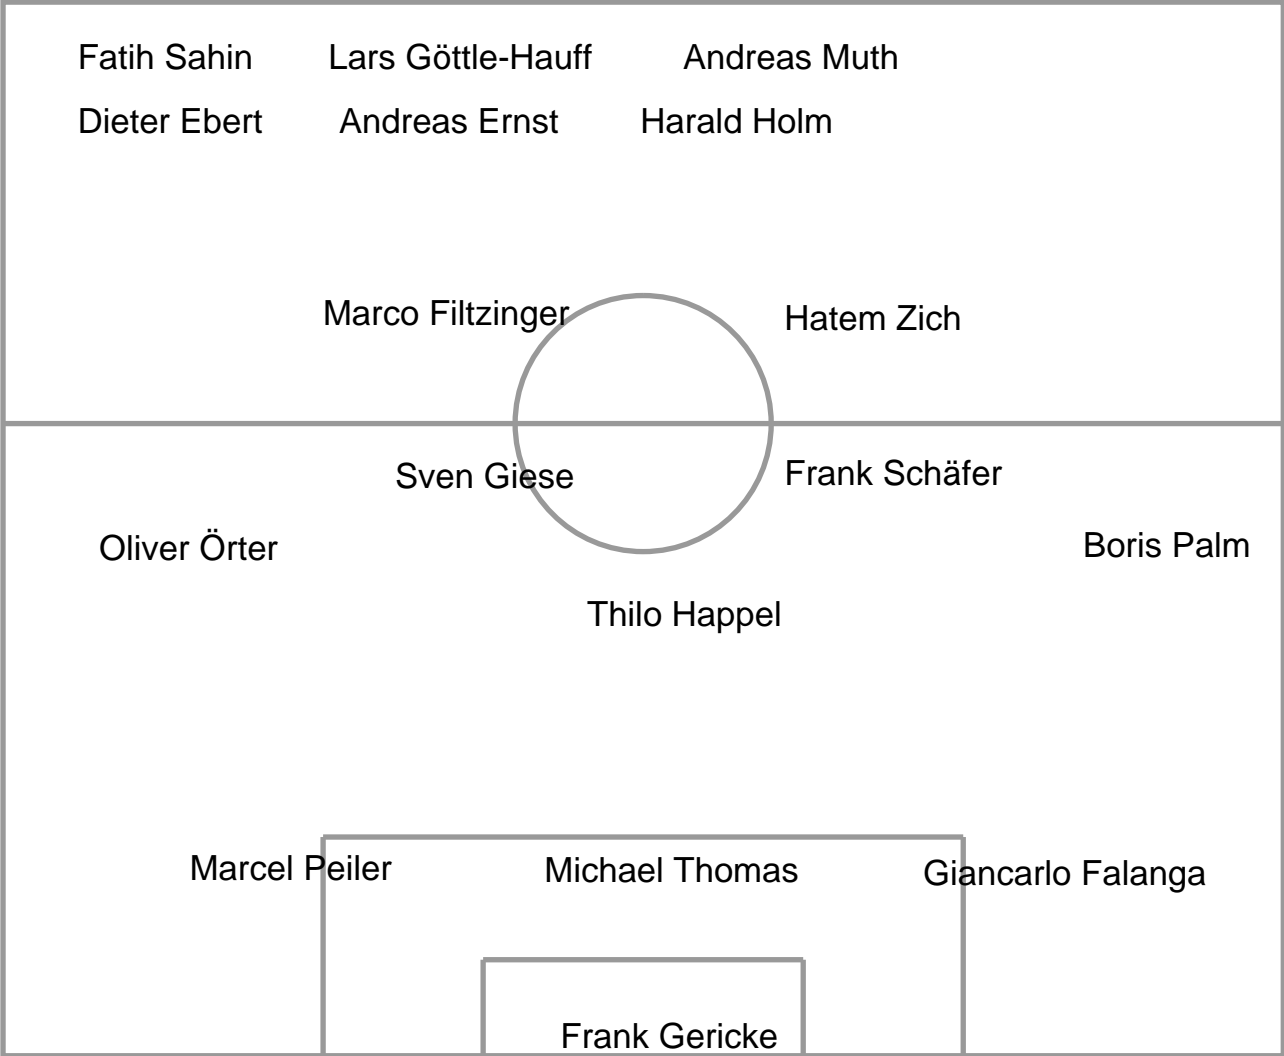 Fatih Sahin Lars Göttle-Hauff Andreas Muth
Dieter Ebert Andreas Ernst Harald Holm
Marco Filtzinger Hatem Zich
Sven Giese Frank Schäfer
Oliver Örter Boris Palm
Thilo Happel
Marcel Peiler Michael Thomas Giancarlo Falanga
Frank Gericke